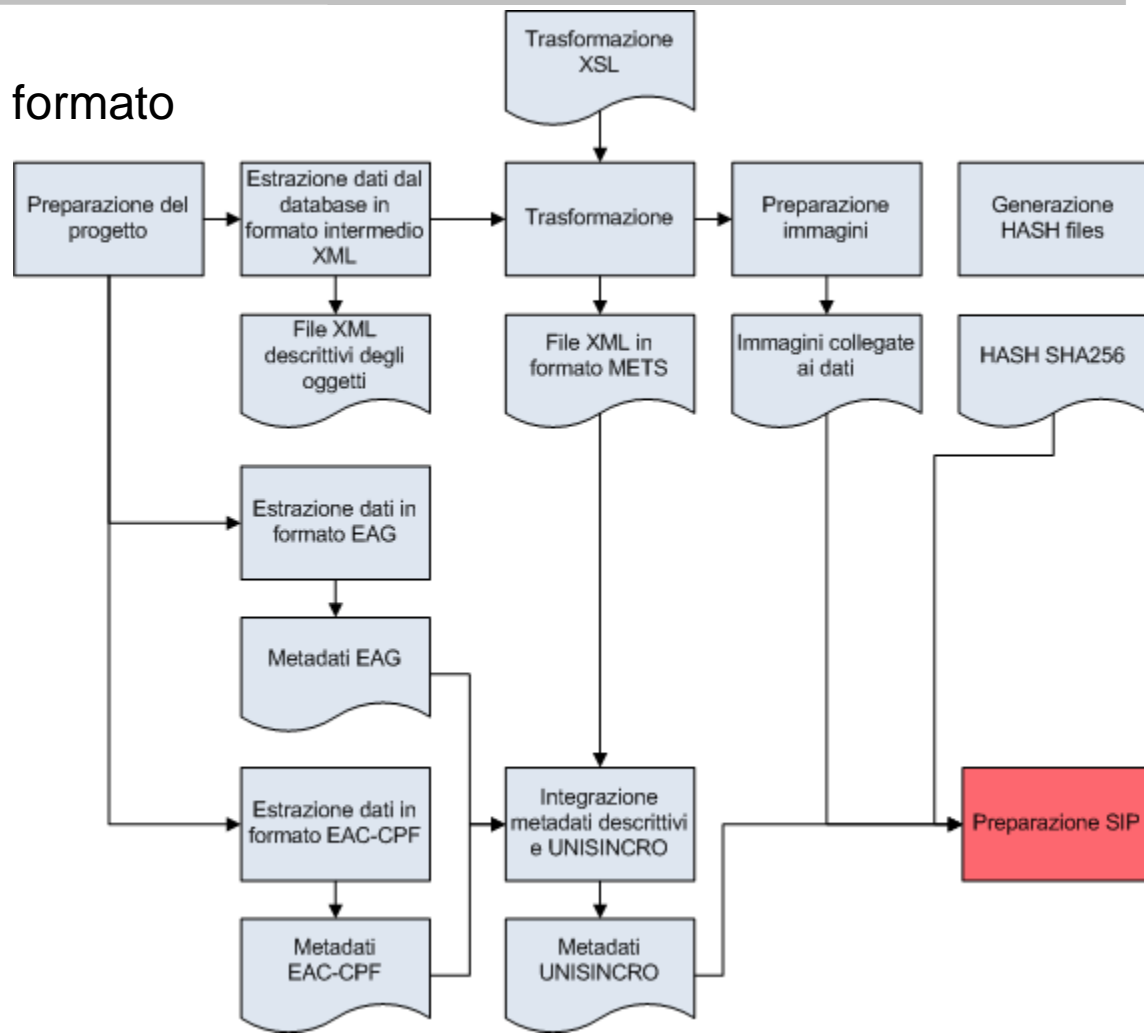 Trasformazione
XSL
formato
Preparazione del
progetto
Estrazione dati dal
database in
formato intermedio
XML
Trasformazione
Preparazione
immagini
Generazione
HASH files
File XML
descrittivi degli
oggetti
File XML in
formato METS
Immagini collegate
ai dati
HASH SHA256
Estrazione dati in
formato EAG
Metadati EAG
Estrazione dati in
formato EAC-CPF
Integrazione
metadati descrittivi
e UNISINCRO
Preparazione SIP
Metadati
EAC-CPF
Metadati
UNISINCRO